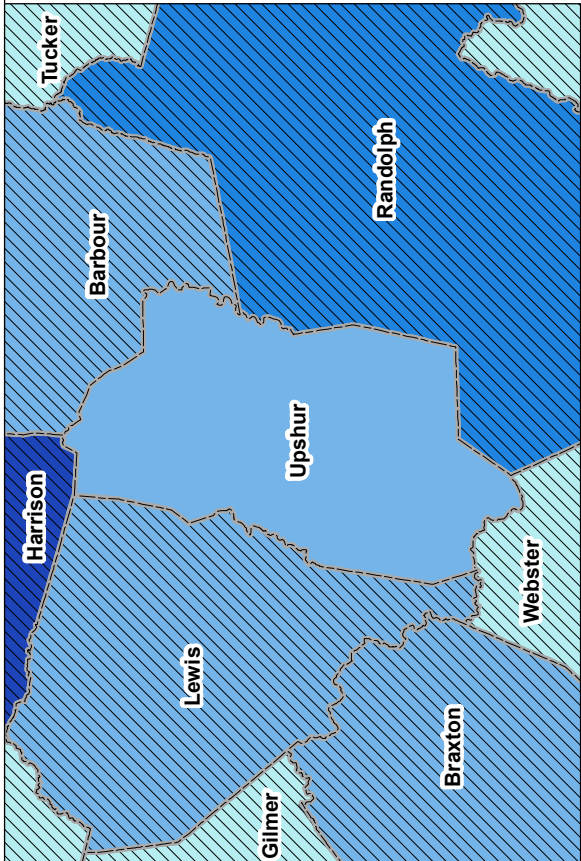 Tucker
Barbour
Randolph
Harrison
Upshur
Lewis
Webster
Braxton
Gilmer